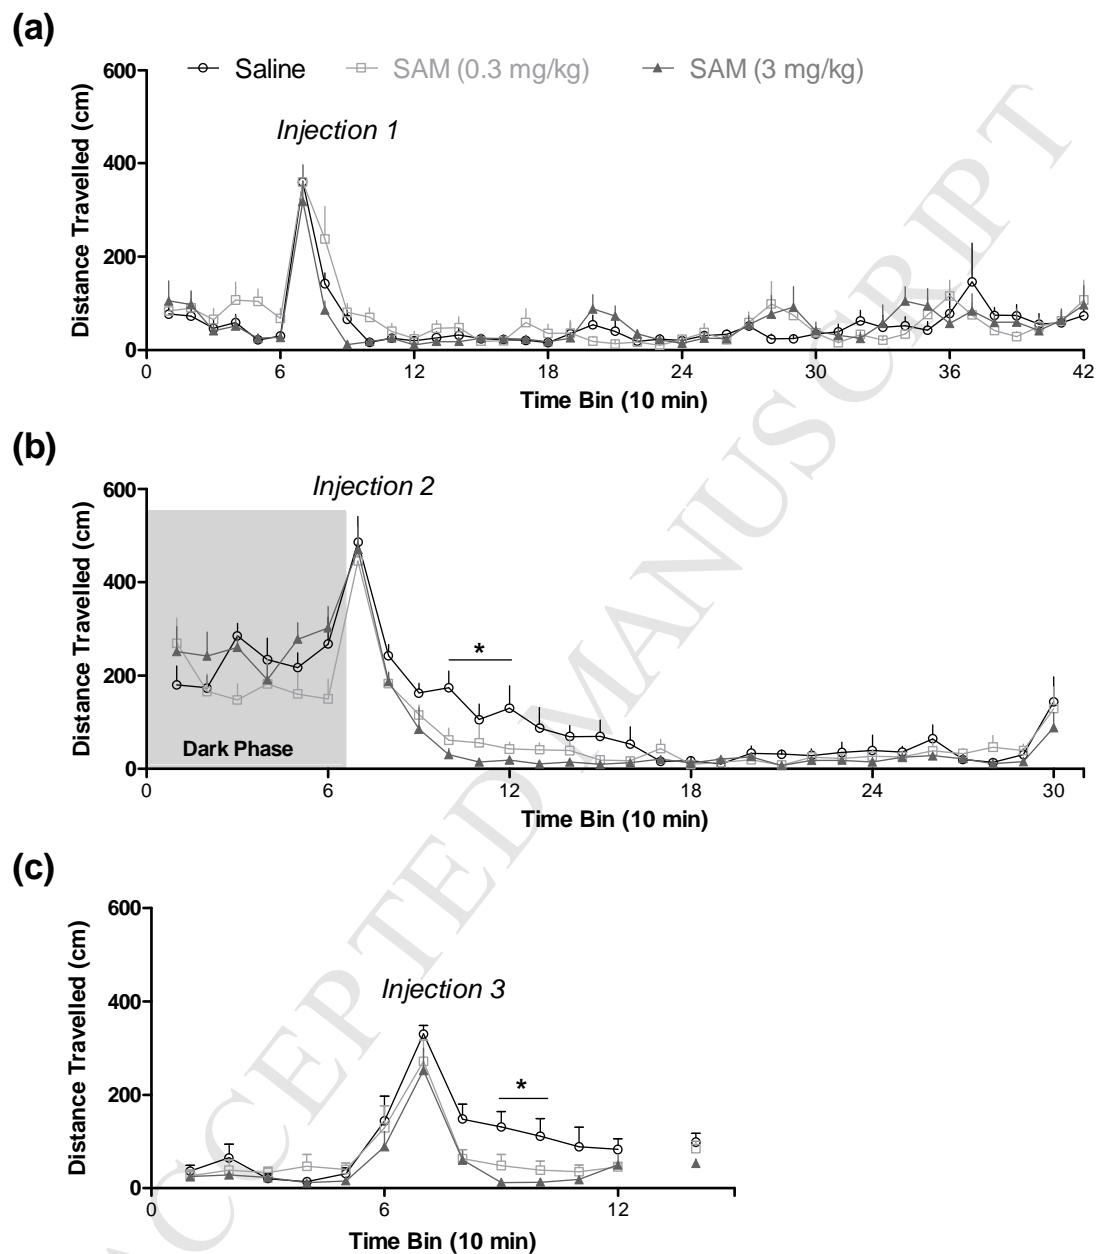 (a)
Saline SAM (0.3 mg/kg) SAM (3 mg/kg)
600
400
200
0
Distance Travelled (cm)
Injection 1
0 6 12 18 24 30 36 42
Time Bin (10 min)
(b)
600
400
200
0
Distance Travelled (cm)
Injection 2
*
Dark Phase
0 6 12 18 24 30
Time Bin (10 min)
(c)
600
400
200
0
Distance Travelled (cm)
Injection 3
*
0 6 12
Time Bin (10 min)
ACCEPTED MANUSCRIPT